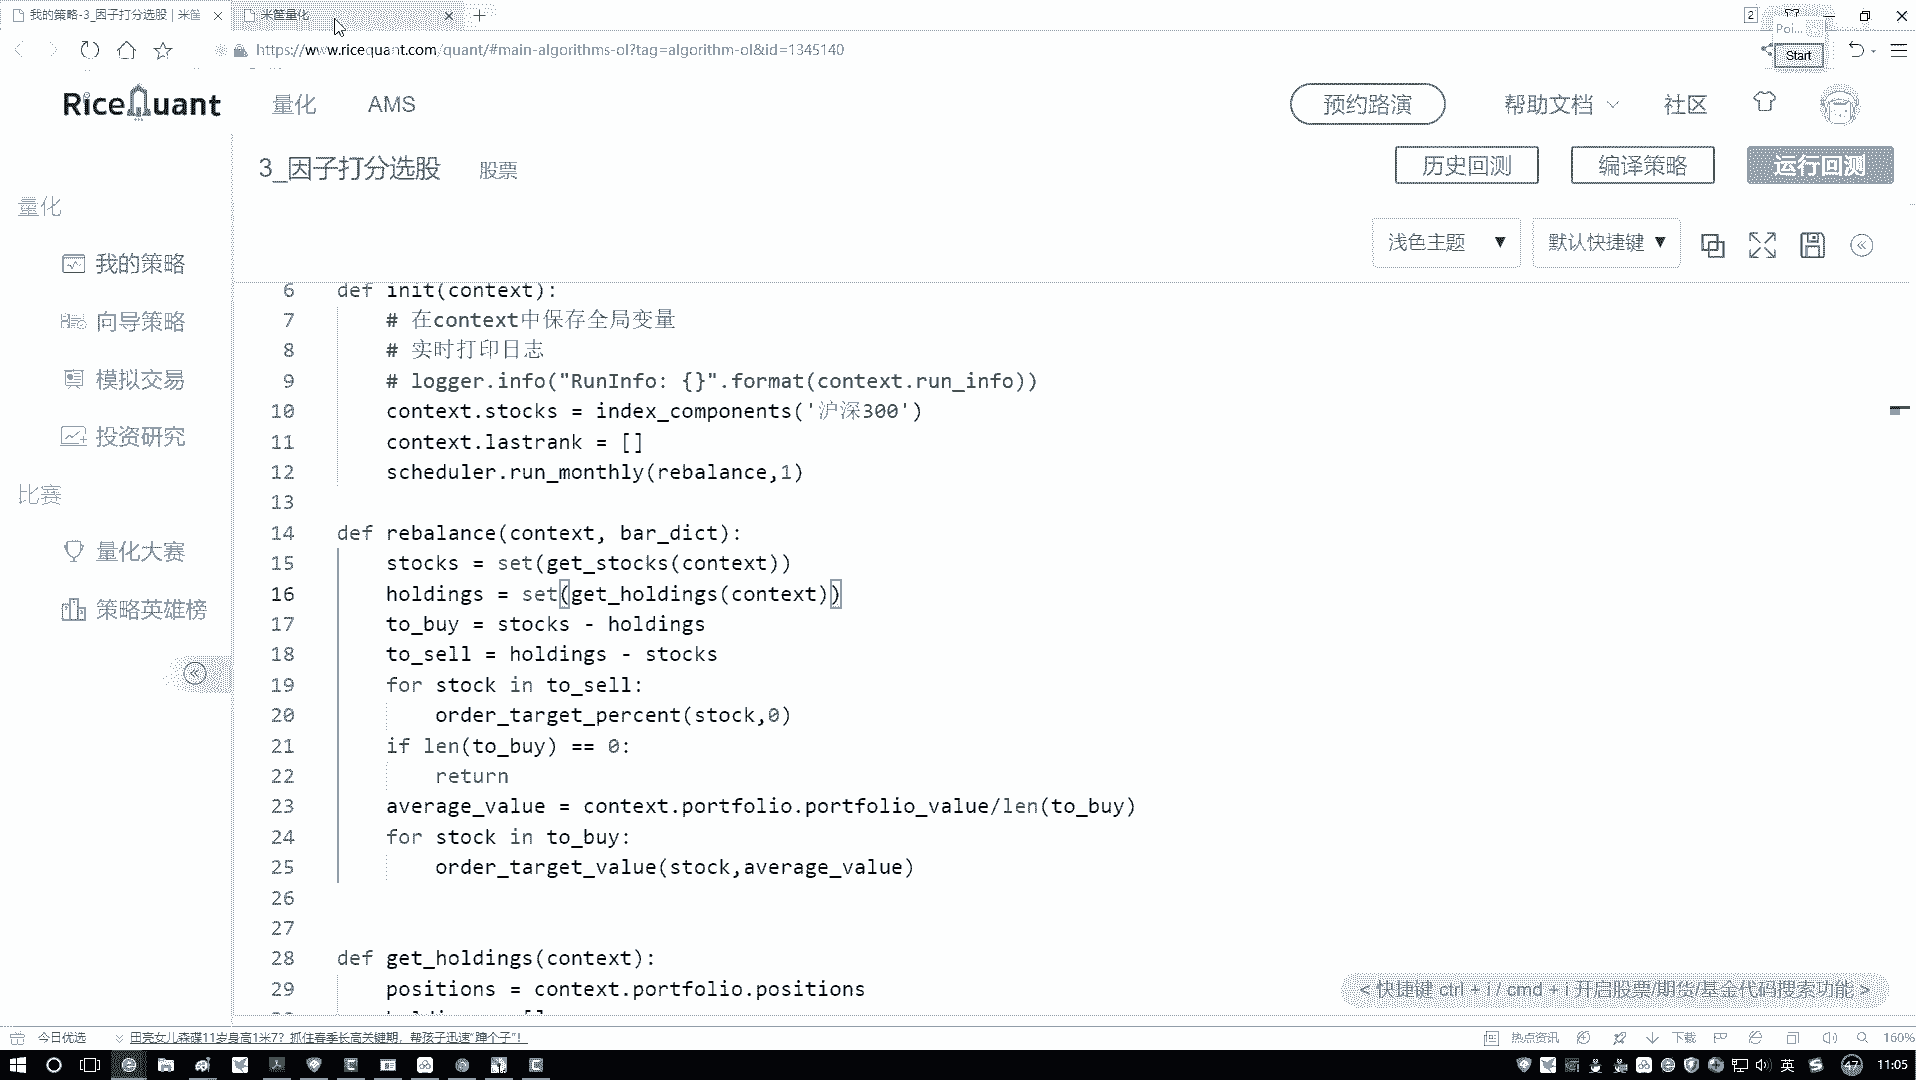 我的策略-3_因子打分选股 | 米筐
米筐量化
2
https://www.ricequant.com/quant/#main-algorithms-ol?tag=algorithm-ol&id=1345140
Poi...
Start
RiceQuant
量化
AMS
预约路演
帮助文档
社区
3_因子打分选股
股票
历史回测
编译策略
运行回测
量化
我的策略
向导策略
模拟交易
投资研究
比赛
量化大赛
策略英雄榜
浅色主题 ▼
默认快捷键 ▼
6 def init(context):
7 # 在context中保存全局变量
8 # 实时打印日志
9 # logger.info("RunInfo: {}".format(context.run_info))
10 context.stocks = index_components('沪深300')
11 context.lastrank = []
12 scheduler.run_monthly(rebalance,1)
13
14 def rebalance(context, bar_dict):
15 stocks = set(get_stocks(context))
16 holdings = set(get_holdings(context))
17 to_buy = stocks - holdings
18 to_sell = holdings - stocks
19 for stock in to_sell:
20 order_target_percent(stock,0)
21 if len(to_buy) == 0:
22 return
23 average_value = context.portfolio.portfolio_value/len(to_buy)
24 for stock in to_buy:
25 order_target_value(stock,average_value)
26
27
28 def get_holdings(context):
29 positions = context.portfolio.positions
< 快捷键 ctrl + i / cmd + i 开启股票/期货/基金代码搜索功能 >
今日优选
田亮女儿森碟11岁身高1米7？抓住春季长高关键期，帮孩子迅速“蹿个子”！
热点资讯
下载
160%
英
47
11:05